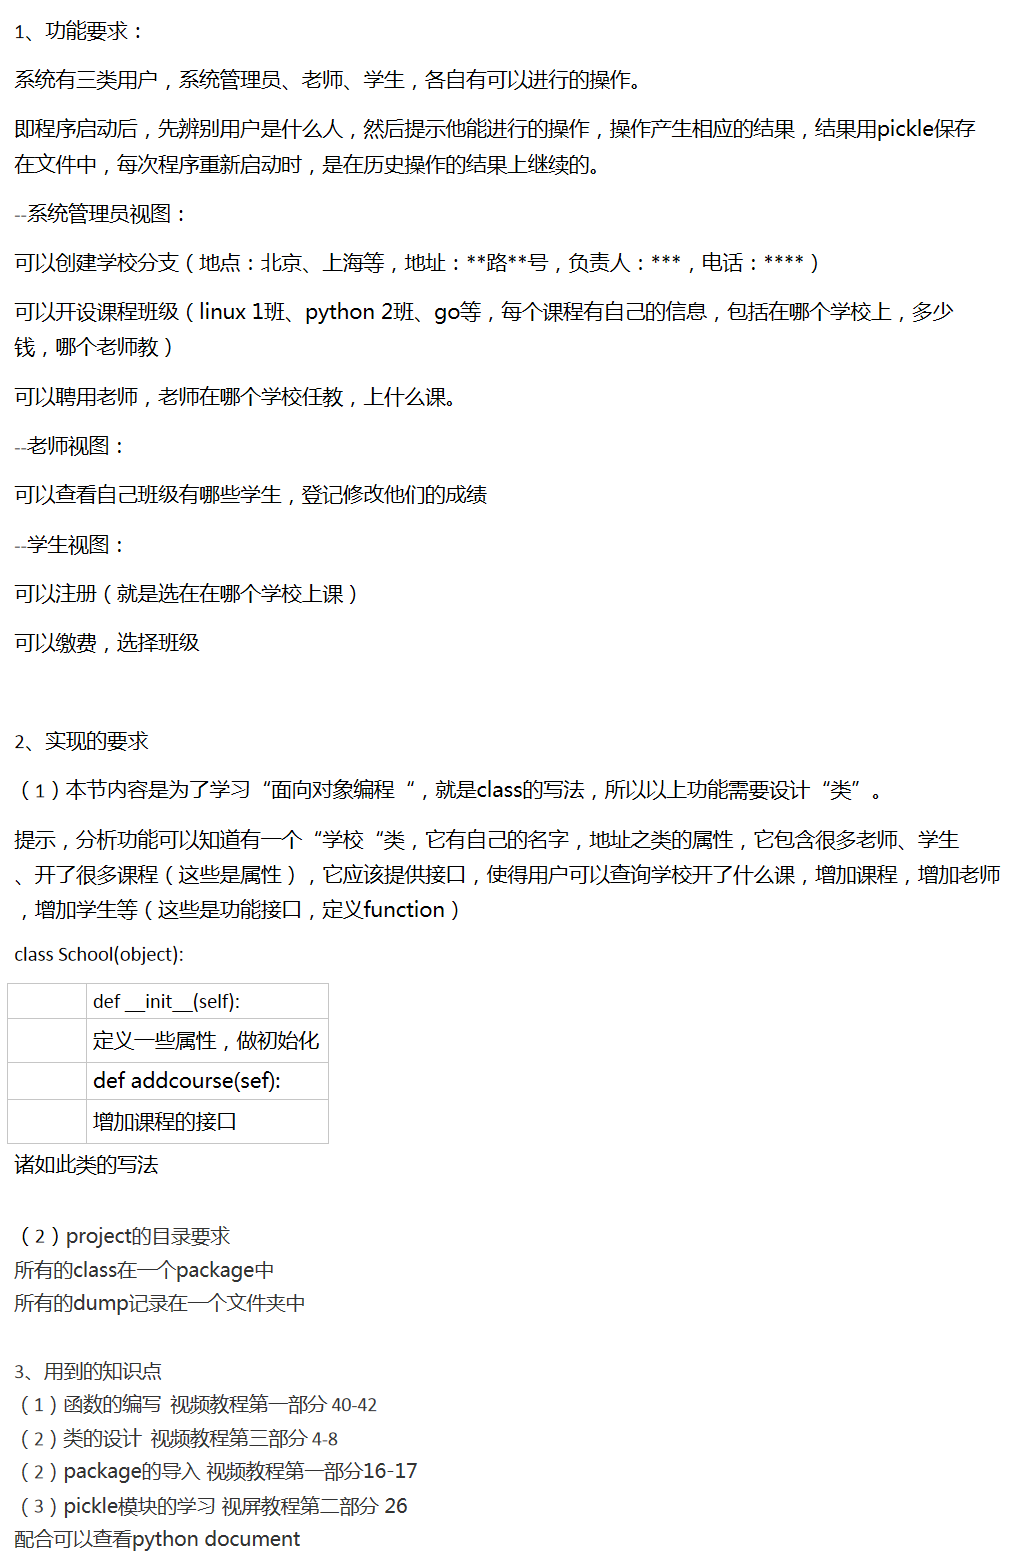 1、功能要求：
系统有三类用户，系统管理员、老师、学生，各自有可以进行的操作。
即程序启动后，先辨别用户是什么人，然后提示他能进行的操作，操作产生相应的结果，结果用pickle保存
在文件中，每次程序重新启动时，是在历史操作的结果上继续的。
--系统管理员视图：
可以创建学校分支（地点：北京、上海等，地址：**路**号，负责人：***，电话：****）
可以开设课程班级（linux 1班、python 2班、go等，每个课程有自己的信息，包括在哪个学校上，多少
钱，哪个老师教）
可以聘用老师，老师在哪个学校任教，上什么课。
--老师视图：
可以查看自己班级有哪些学生，登记修改他们的成绩
--学生视图：
可以注册（就是选在在哪个学校上课）
可以缴费，选择班级
2、实现的要求
（1）本节内容是为了学习“面向对象编程“，就是class的写法，所以以上功能需要设计“类”。
提示，分析功能可以知道有一个“学校“类，它有自己的名字，地址之类的属性，它包含很多老师、学生
、开了很多课程（这些是属性），它应该提供接口，使得用户可以查询学校开了什么课，增加课程，增加老师
，增加学生等（这些是功能接口，定义function）
class School(object):
def __init__(self):
定义一些属性，做初始化
def addcourse(sef):
增加课程的接口
诸如此类的写法
（2）project的目录要求
所有的class在一个package中
所有的dump记录在一个文件夹中
3、用到的知识点
（1）函数的编写 视频教程第一部分 40-42
（2）类的设计 视频教程第三部分 4-8
（2）package的导入 视频教程第一部分16-17
（3）pickle模块的学习 视屏教程第二部分 26
配合可以查看python document